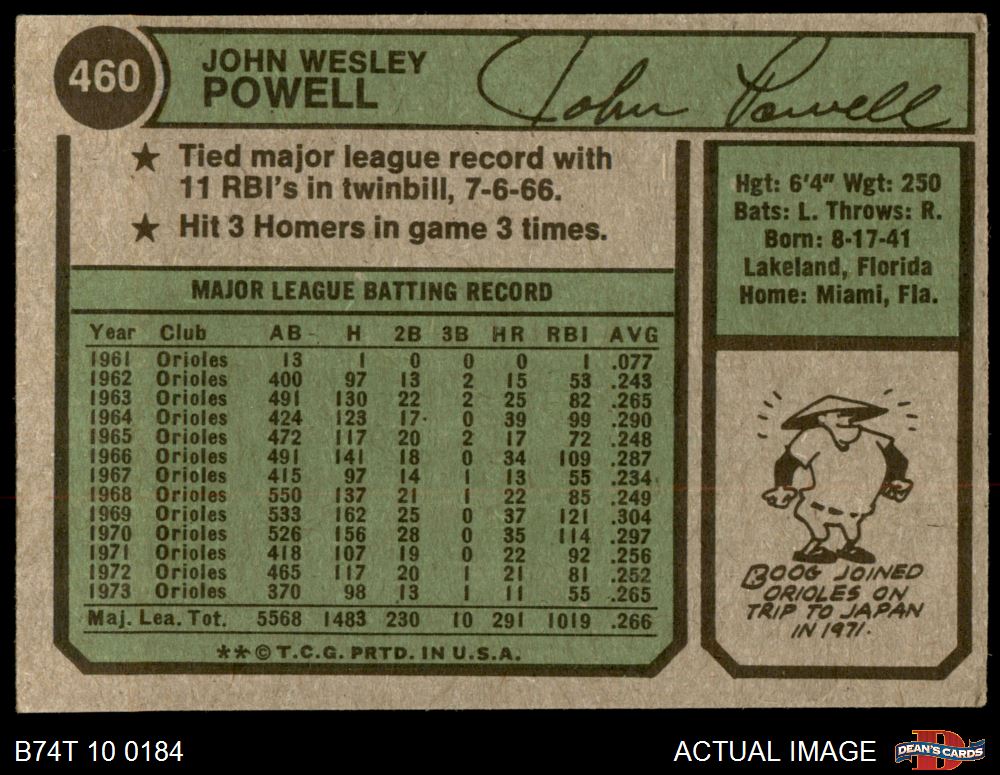 460
JOHN WESLEY
POWELL
John Powell
★ Tied major league record with
11 RBI's in twinbill, 7-6-66.
★ Hit 3 Homers in game 3 times.
MAJOR LEAGUE BATTING RECORD
Year Club AB H 2B 3B HR RBI AVG
1961 Orioles 13 1 0 0 0 1 .077
1962 Orioles 400 97 13 2 15 53 .243
1963 Orioles 491 130 22 2 25 82 .265
1964 Orioles 424 123 17 0 39 99 .290
1965 Orioles 472 117 20 2 17 72 .248
1966 Orioles 491 141 18 0 34 109 .287
1967 Orioles 415 97 14 1 13 55 .234
1968 Orioles 550 137 21 1 22 85 .249
1969 Orioles 533 162 25 0 37 121 .304
1970 Orioles 526 156 28 0 35 114 .297
1971 Orioles 418 107 19 0 22 92 .256
1972 Orioles 465 117 20 1 21 81 .252
1973 Orioles 370 98 13 1 11 55 .265
Maj. Lea. Tot. 5568 1483 230 10 291 1019 .266
**©T.C.G. PRTD. IN U.S.A.
Hgt: 6'4" Wgt: 250
Bats: L. Throws: R.
Born: 8-17-41
Lakeland, Florida
Home: Miami, Fla.
BOOG JOINED
ORIOLES ON
TRIP TO JAPAN
IN 1971.
B74T 10 0184
ACTUAL IMAGE
DEAN'S CARDS